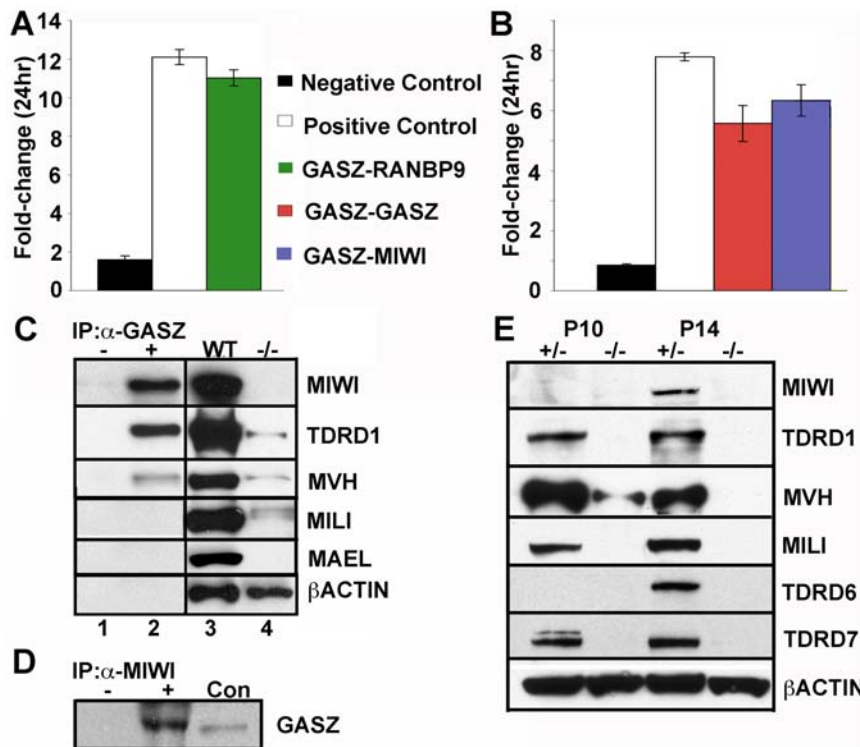 A
Fold-change (24hr)
14
12
10
8
6
4
2
0
Negative Control
Positive Control
GASZ-RANBP9
GASZ-GASZ
GASZ-MIWI
B
Fold-change (24hr)
8
6
4
2
0
C
IP:α-GASZ
- + WT -/-
MIWI
TDRD1
MVH
MILI
MAEL
βACTIN
1 2 3 4
D
IP:α-MIWI
- + Con
GASZ
E
P10 P14
+/- -/- +/- -/-
MIWI
TDRD1
MVH
MILI
TDRD6
TDRD7
βACTIN